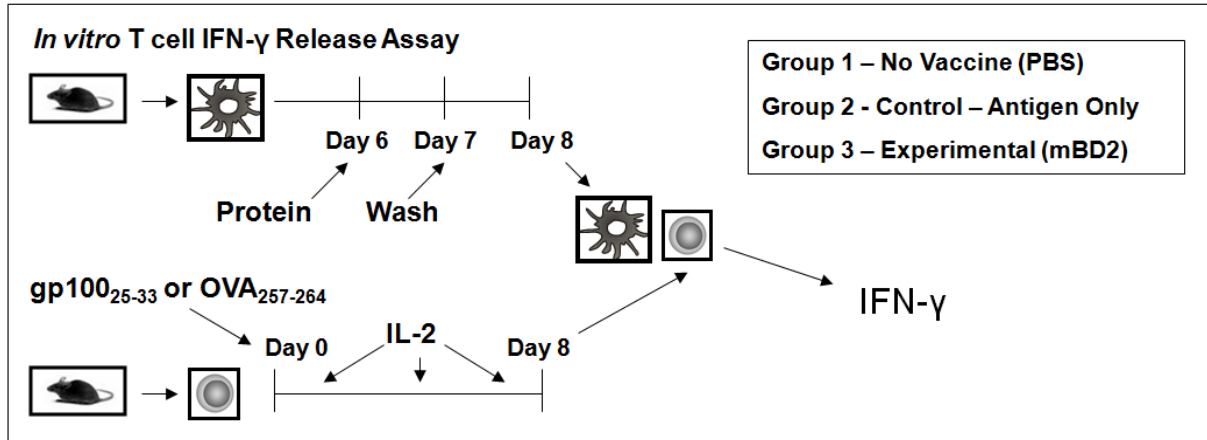 In vitro T cell IFN-γ Release Assay
Group 1 – No Vaccine (PBS)
Group 2 - Control – Antigen Only
Group 3 – Experimental (mBD2)
Day 6
Day 7
Day 8
Protein
Wash
gp100₂₅₋₃₃ or OVA₂₅₇₋₂₆₄
IL-2
Day 0
Day 8
IFN-γ